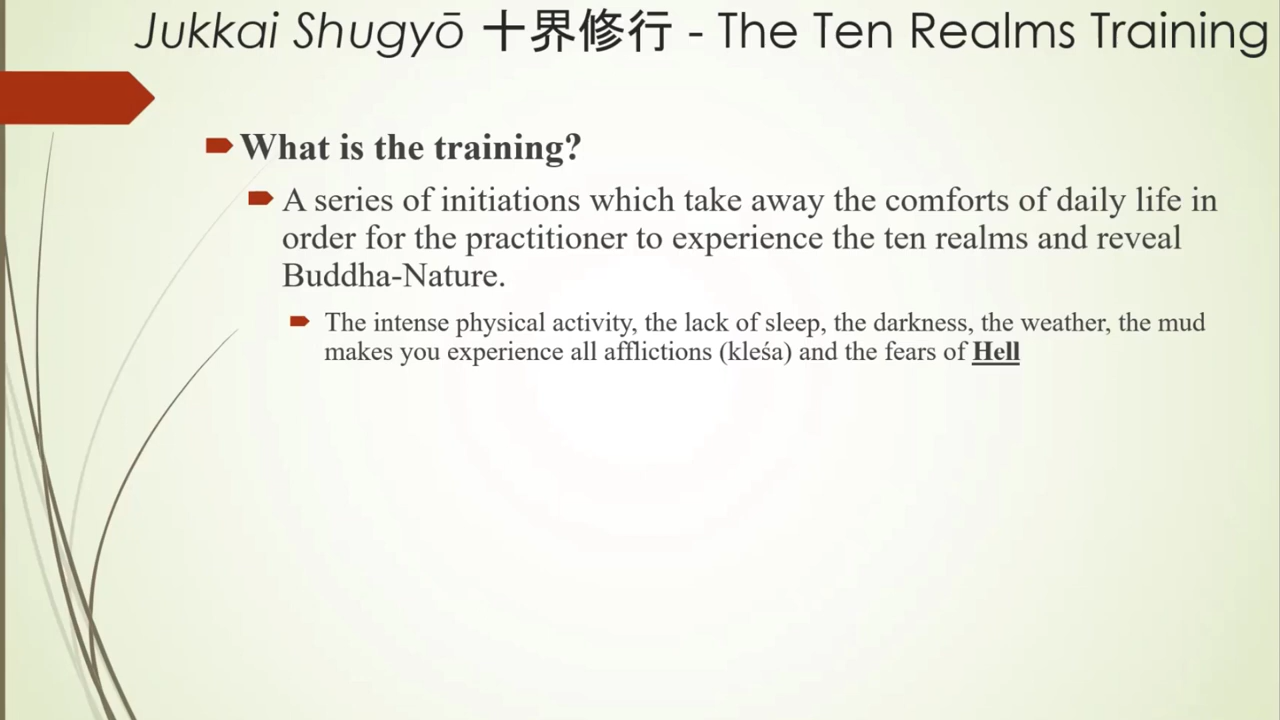 Jukkai Shugyō 十界修行 - The Ten Realms Training
What is the training?
A series of initiations which take away the comforts of daily life in
order for the practitioner to experience the ten realms and reveal
Buddha-Nature.
The intense physical activity, the lack of sleep, the darkness, the weather, the mud
makes you experience all afflictions (kleśa) and the fears of Hell